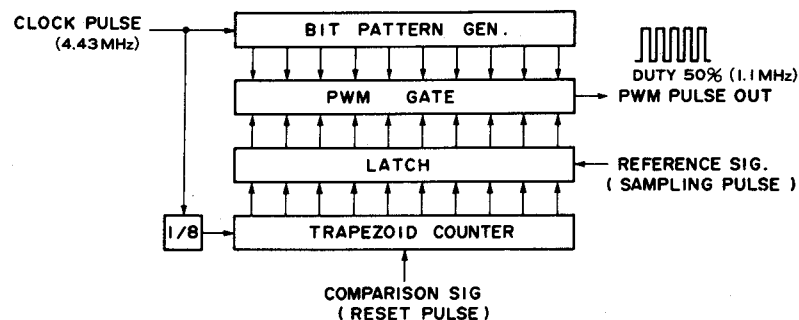 CLOCK PULSE
(4.43MHz)
BIT PATTERN GEN.
DUTY 50% (1.1MHz)
PWM GATE
PWM PULSE OUT
LATCH
REFERENCE SIG.
( SAMPLING PULSE )
1/8
TRAPEZOID COUNTER
COMPARISON SIG
( RESET PULSE )